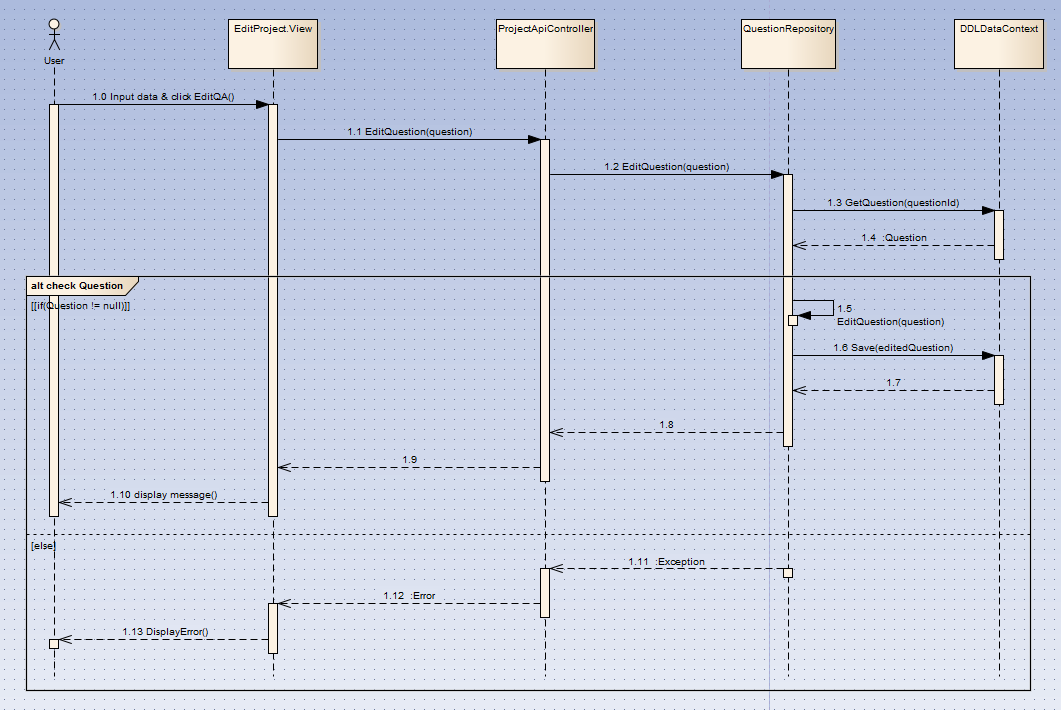 EditProject.View
ProjectApiController
QuestionRepository
DDLDataContext
User
1.0 Input data & click EditQA()
1.1 EditQuestion(question)
1.2 EditQuestion(question)
1.3 GetQuestion(questionId)
1.4 :Question
alt check Question
[[if(Question != null)]]
1.5
EditQuestion(question)
1.6 Save(editedQuestion)
1.7
1.8
1.9
1.10 display message()
[else]
1.11 :Exception
1.12 :Error
1.13 DisplayError()